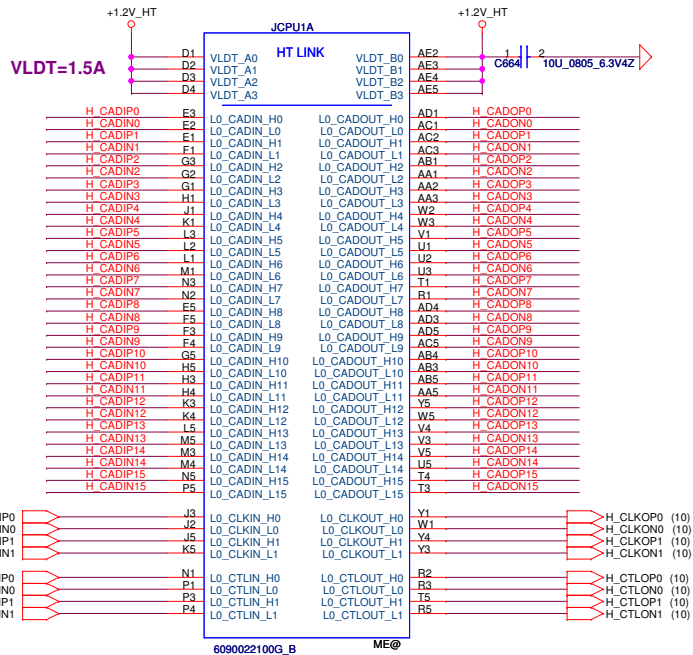 +1.2V_HT +1.2V_HT
JCPU1A
HT LINK
VLDT=1.5A
D1 VLDT_A0 VLDT_B0 AE2
D2 VLDT_A1 VLDT_B1 AE3
D3 VLDT_A2 VLDT_B2 AE4
D4 VLDT_A3 VLDT_B3 AE5
1 2
C664 10U_0805_6.3V4Z
H_CADIP0 E3 L0_CADIN_H0 L0_CADOUT_H0 AD1 H_CADOP0
H_CADIN0 E2 L0_CADIN_L0 L0_CADOUT_L0 AC1 H_CADON0
H_CADIP1 E1 L0_CADIN_H1 L0_CADOUT_H1 AC2 H_CADOP1
H_CADIN1 F1 L0_CADIN_L1 L0_CADOUT_L1 AC3 H_CADON1
H_CADIP2 G3 L0_CADIN_H2 L0_CADOUT_H2 AB1 H_CADOP2
H_CADIN2 G2 L0_CADIN_L2 L0_CADOUT_L2 AA1 H_CADON2
H_CADIP3 G1 L0_CADIN_H3 L0_CADOUT_H3 AA2 H_CADOP3
H_CADIN3 H1 L0_CADIN_L3 L0_CADOUT_L3 AA3 H_CADON3
H_CADIP4 J1 L0_CADIN_H4 L0_CADOUT_H4 W2 H_CADOP4
H_CADIN4 K1 L0_CADIN_L4 L0_CADOUT_L4 W3 H_CADON4
H_CADIP5 L3 L0_CADIN_H5 L0_CADOUT_H5 V1 H_CADOP5
H_CADIN5 L2 L0_CADIN_L5 L0_CADOUT_L5 U1 H_CADON5
H_CADIP6 L1 L0_CADIN_H6 L0_CADOUT_H6 U2 H_CADOP6
H_CADIN6 M1 L0_CADIN_L6 L0_CADOUT_L6 U3 H_CADON6
H_CADIP7 N3 L0_CADIN_H7 L0_CADOUT_H7 T1 H_CADOP7
H_CADIN7 N2 L0_CADIN_L7 L0_CADOUT_L7 R1 H_CADON7
H_CADIP8 E5 L0_CADIN_H8 L0_CADOUT_H8 AD4 H_CADOP8
H_CADIN8 F5 L0_CADIN_L8 L0_CADOUT_L8 AD3 H_CADON8
H_CADIP9 F3 L0_CADIN_H9 L0_CADOUT_H9 AD5 H_CADOP9
H_CADIN9 F4 L0_CADIN_L9 L0_CADOUT_L9 AC5 H_CADON9
H_CADIP10 G5 L0_CADIN_H10 L0_CADOUT_H10 AB4 H_CADOP10
H_CADIN10 H5 L0_CADIN_L10 L0_CADOUT_L10 AB3 H_CADON10
H_CADIP11 H3 L0_CADIN_H11 L0_CADOUT_H11 AB5 H_CADOP11
H_CADIN11 H4 L0_CADIN_L11 L0_CADOUT_L11 AA5 H_CADON11
H_CADIP12 K3 L0_CADIN_H12 L0_CADOUT_H12 Y5 H_CADOP12
H_CADIN12 K4 L0_CADIN_L12 L0_CADOUT_L12 W5 H_CADON12
H_CADIP13 L5 L0_CADIN_H13 L0_CADOUT_H13 V4 H_CADOP13
H_CADIN13 M5 L0_CADIN_L13 L0_CADOUT_L13 V3 H_CADON13
H_CADIP14 M3 L0_CADIN_H14 L0_CADOUT_H14 V5 H_CADOP14
H_CADIN14 M4 L0_CADIN_L14 L0_CADOUT_L14 U5 H_CADON14
H_CADIP15 N5 L0_CADIN_H15 L0_CADOUT_H15 T4 H_CADOP15
H_CADIN15 P5 L0_CADIN_L15 L0_CADOUT_L15 T3 H_CADON15
IP0 J3 L0_CLKIN_H0 L0_CLKOUT_H0 Y1 H_CLKOP0 (10)
IN0 J2 L0_CLKIN_L0 L0_CLKOUT_L0 W1 H_CLKON0 (10)
IP1 J5 L0_CLKIN_H1 L0_CLKOUT_H1 Y4 H_CLKOP1 (10)
IN1 K5 L0_CLKIN_L1 L0_CLKOUT_L1 Y3 H_CLKON1 (10)
IP0 N1 L0_CTLIN_H0 L0_CTLOUT_H0 R2 H_CTLOP0 (10)
IN0 P1 L0_CTLIN_L0 L0_CTLOUT_L0 R3 H_CTLON0 (10)
IP1 P3 L0_CTLIN_H1 L0_CTLOUT_H1 T5 H_CTLOP1 (10)
IN1 P4 L0_CTLIN_L1 L0_CTLOUT_L1 R5 H_CTLON1 (10)
6090022100G_B ME@